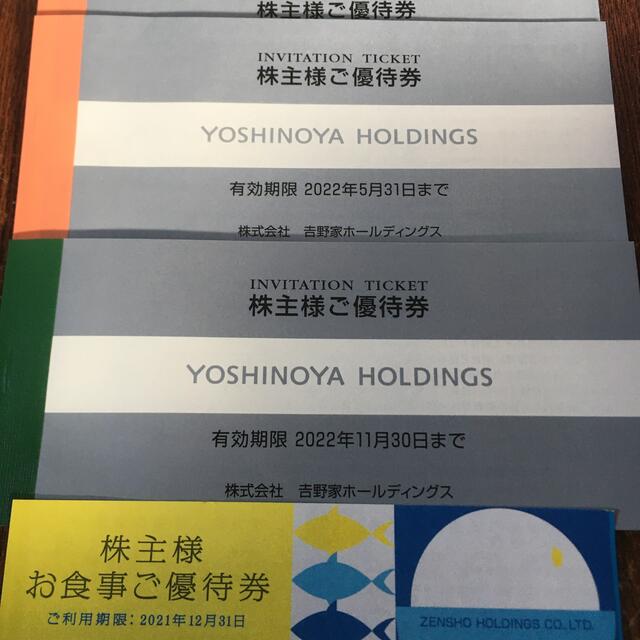 株主様ご優待券
INVITATION TICKET
株主様ご優待券
YOSHINOYA HOLDINGS
有効期限 2022年5月31日まで
株式会社 吉野家ホールディングス
INVITATION TICKET
株主様ご優待券
YOSHINOYA HOLDINGS
有効期限 2022年11月30日まで
株式会社 吉野家ホールディングス
株主様
お食事ご優待券
ご利用期限：2021年12月31日
ZENSHO HOLDINGS CO., LTD.